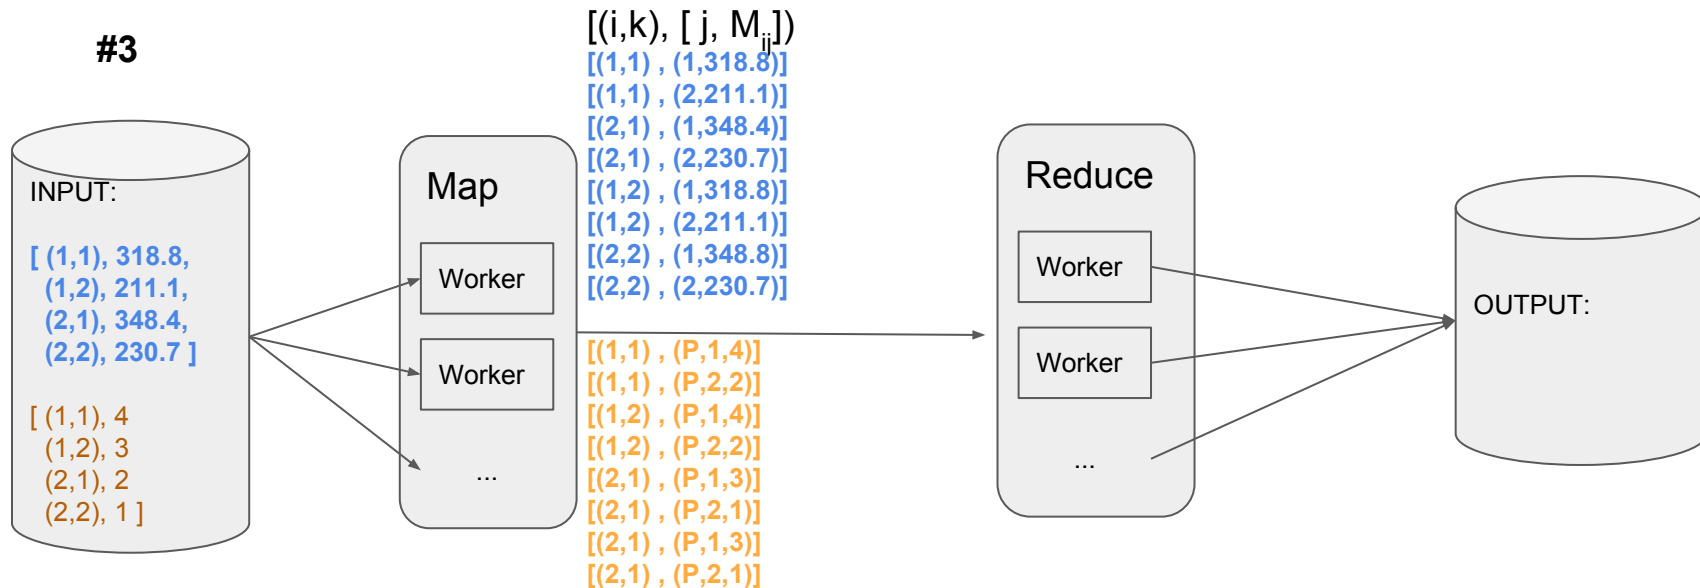 #3
INPUT:
[ (1,1), 318.8,
(1,2), 211.1,
(2,1), 348.4,
(2,2), 230.7 ]
[ (1,1), 4
(1,2), 3
(2,1), 2
(2,2), 1 ]
Map
Worker
Worker
...
[(i,k), [ j, M_ij])
[(1,1) , (1,318.8)]
[(1,1) , (2,211.1)]
[(2,1) , (1,348.4)]
[(2,1) , (2,230.7)]
[(1,2) , (1,318.8)]
[(1,2) , (2,211.1)]
[(2,2) , (1,348.8)]
[(2,2) , (2,230.7)]
[(1,1) , (P,1,4)]
[(1,1) , (P,2,2)]
[(1,2) , (P,1,4)]
[(1,2) , (P,2,2)]
[(2,1) , (P,1,3)]
[(2,1) , (P,2,1)]
[(2,1) , (P,1,3)]
[(2,1) , (P,2,1)]
Reduce
Worker
Worker
...
OUTPUT: